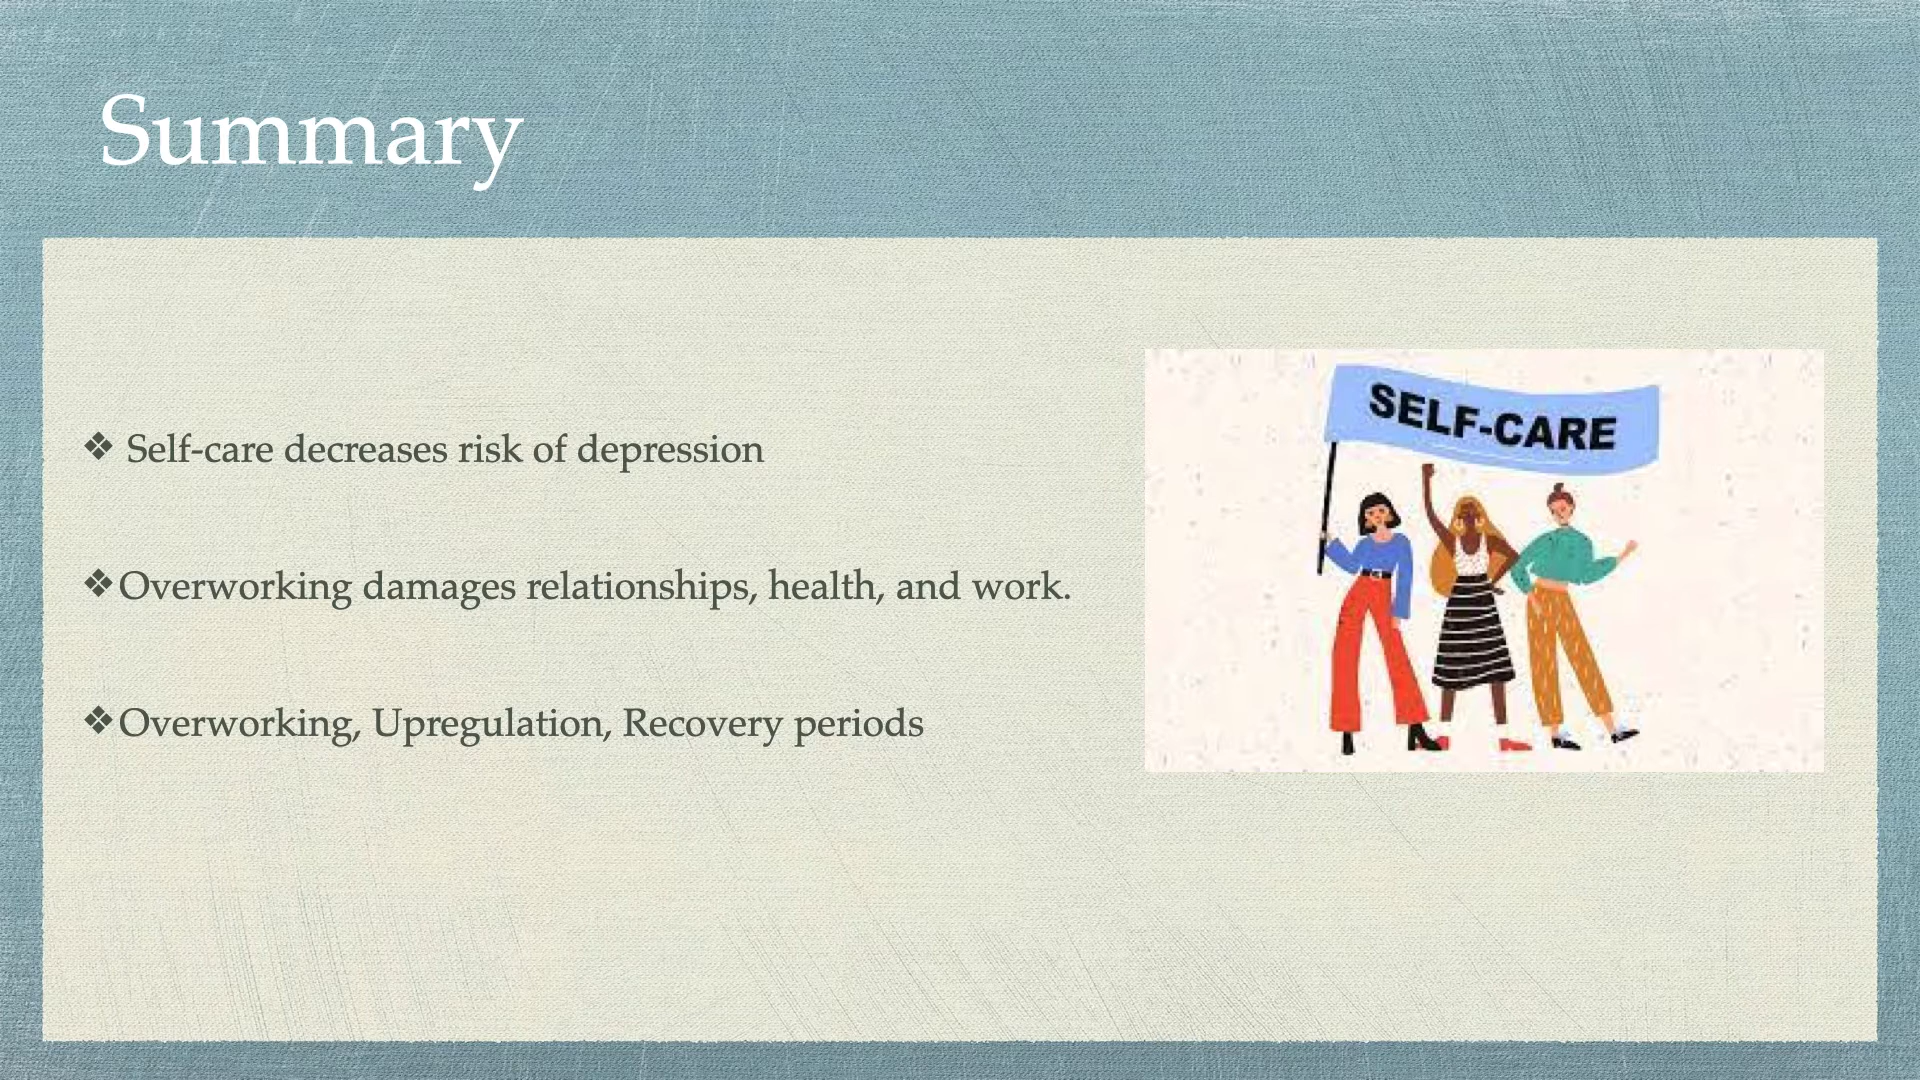 Summary
❖ Self-care decreases risk of depression
❖Overworking damages relationships, health, and work.
❖Overworking, Upregulation, Recovery periods
SELF-CARE